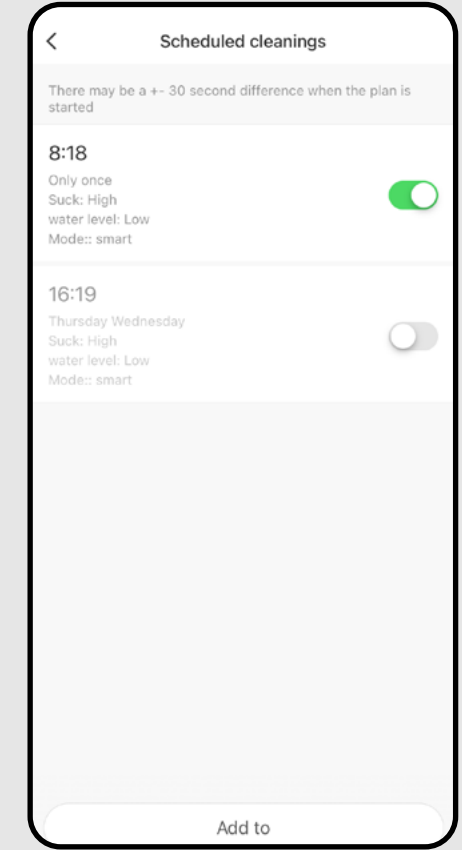 Scheduled cleanings
There may be a +- 30 second difference when the plan is
started
8:18
Only once
Suck: High
water level: Low
Mode:: smart
16:19
Thursday Wednesday
Suck: High
water level: Low
Mode:: smart
Add to